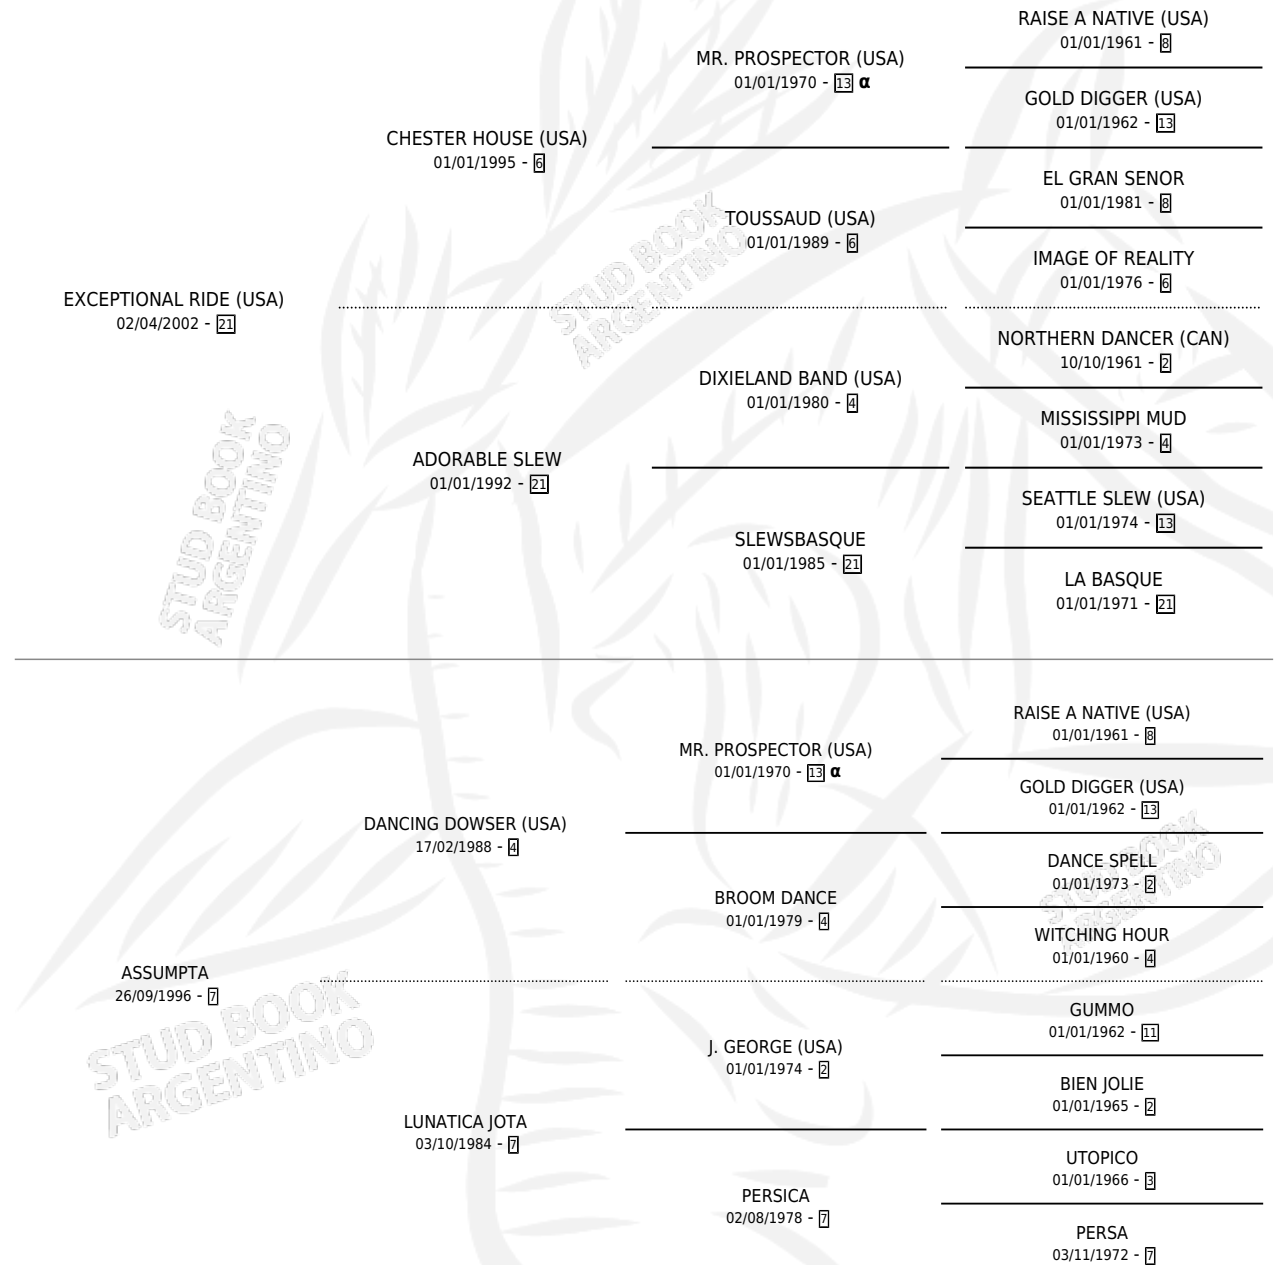 RAISE A NATIVE (USA)
01/01/1961 - 8
MR. PROSPECTOR (USA)
01/01/1970 - 13 α
GOLD DIGGER (USA)
01/01/1962 - 13
CHESTER HOUSE (USA)
01/01/1995 - 6
EL GRAN SENOR
01/01/1981 - 8
TOUSSAUD (USA)
01/01/1989 - 6
IMAGE OF REALITY
01/01/1976 - 6
STUD BOOK
ARGENTINO
EXCEPTIONAL RIDE (USA)
02/04/2002 - 21
NORTHERN DANCER (CAN)
10/10/1961 - 2
DIXIELAND BAND (USA)
01/01/1980 - 4
MISSISSIPPI MUD
01/01/1973 - 4
ADORABLE SLEW
01/01/1992 - 21
SEATTLE SLEW (USA)
01/01/1974 - 13
SLEWSBASQUE
01/01/1985 - 21
LA BASQUE
01/01/1971 - 21
STUD BOOK
ARGENTINO
RAISE A NATIVE (USA)
01/01/1961 - 8
MR. PROSPECTOR (USA)
01/01/1970 - 13 α
GOLD DIGGER (USA)
01/01/1962 - 13
DANCING DOWSER (USA)
17/02/1988 - 4
DANCE SPELL
01/01/1973 - 2
BROOM DANCE
01/01/1979 - 4
WITCHING HOUR
01/01/1960 - 4
STUD BOOK
ARGENTINO
ASSUMPTA
26/09/1996 - 7
GUMMO
01/01/1962 - 11
J. GEORGE (USA)
01/01/1974 - 2
BIEN JOLIE
01/01/1965 - 2
STUD BOOK
ARGENTINO
LUNATICA JOTA
03/10/1984 - 7
UTOPICO
01/01/1966 - 3
PERSICA
02/08/1978 - 7
PERSA
03/11/1972 - 7